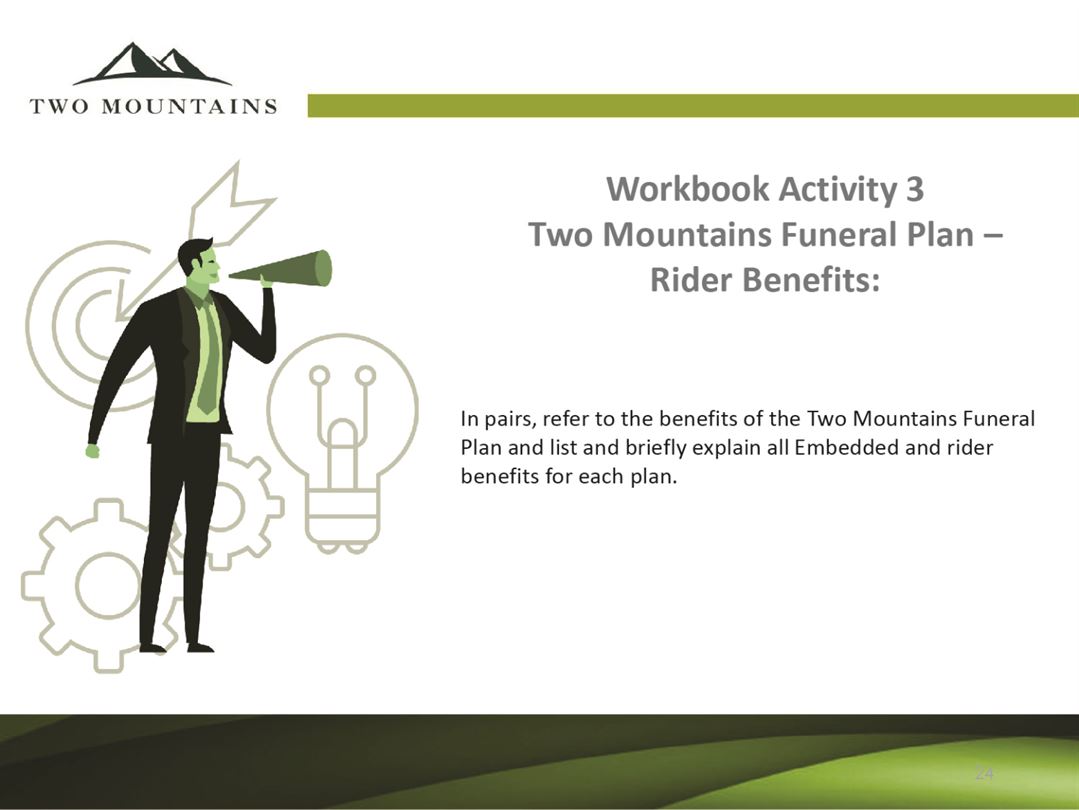 TWO MOUNTAINS
Workbook Activity 3
Two Mountains Funeral Plan –
Rider Benefits:
In pairs, refer to the benefits of the Two Mountains Funeral
Plan and list and briefly explain all Embedded and rider
benefits for each plan.
24